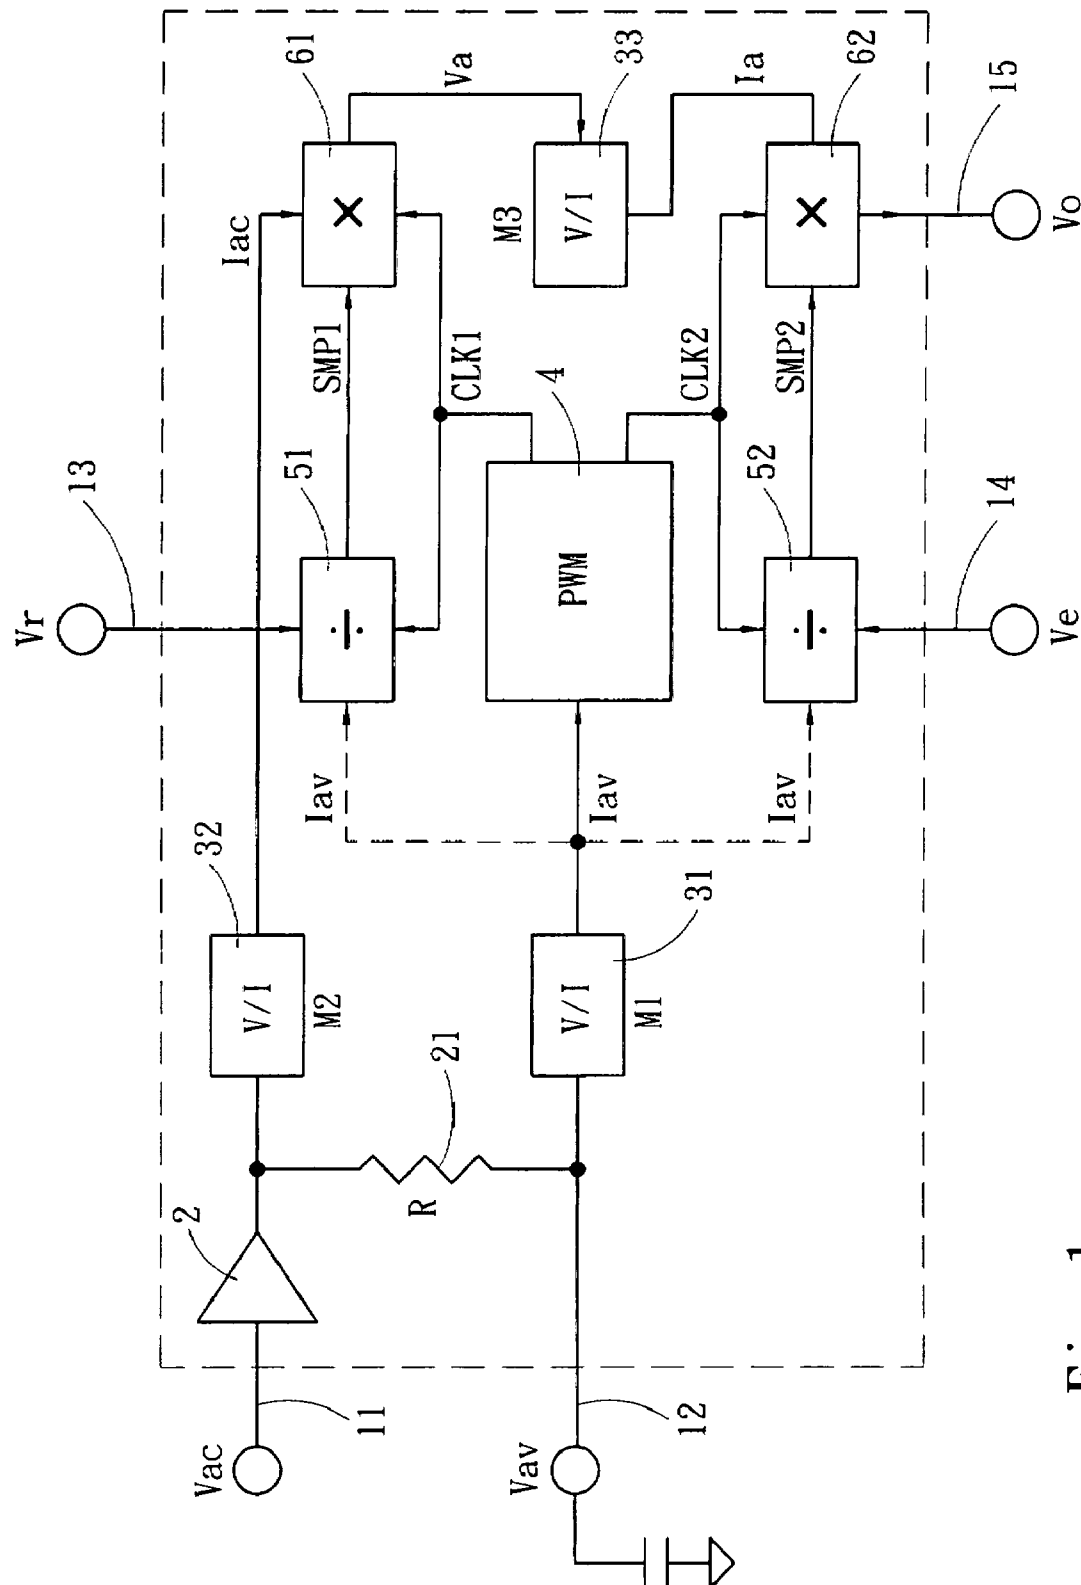 Vac
11
2
32
V/I
M2
Iac
61
×
Va
Vr
13
51
÷
SMP1
CLK1
R
21
Vav
12
V/I
M1
31
Iav
Iav
Iav
PWM
4
M3
V/I
33
Ia
CLK2
SMP2
52
÷
62
×
14
Ve
15
Vo